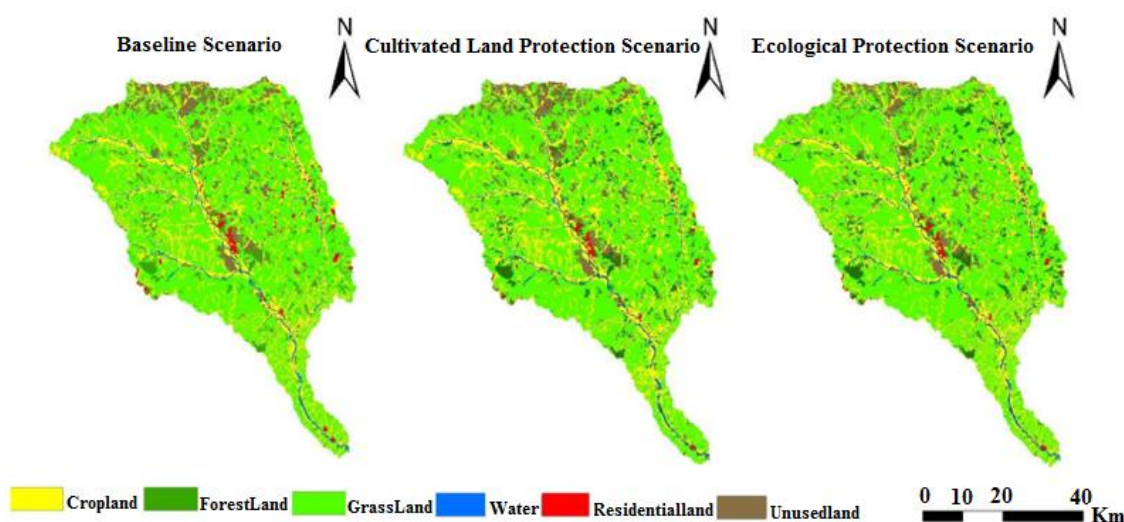 N N N
Baseline Scenario Cultivated Land Protection Scenario Ecological Protection Scenario
Cropland ForestLand GrassLand Water Residentialland Unusedland
0 10 20 40
Km